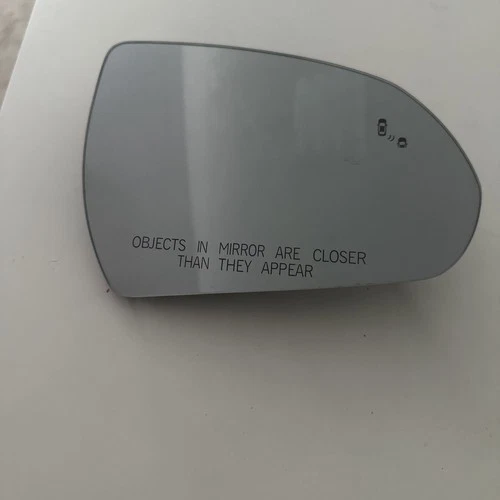 OBJECTS IN MIRROR ARE CLOSER
THAN THEY APPEAR